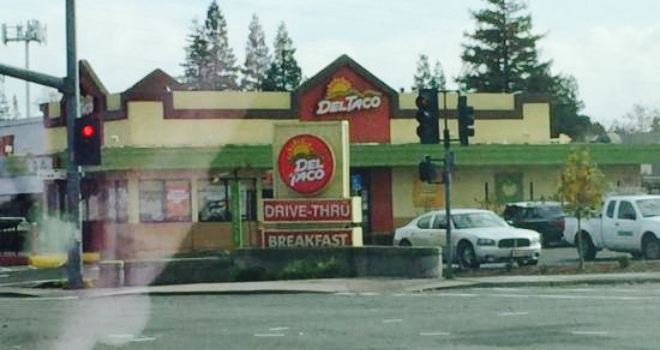 DEL TACO
DEL
TACO
DRIVE-THRU
BREAKFAST